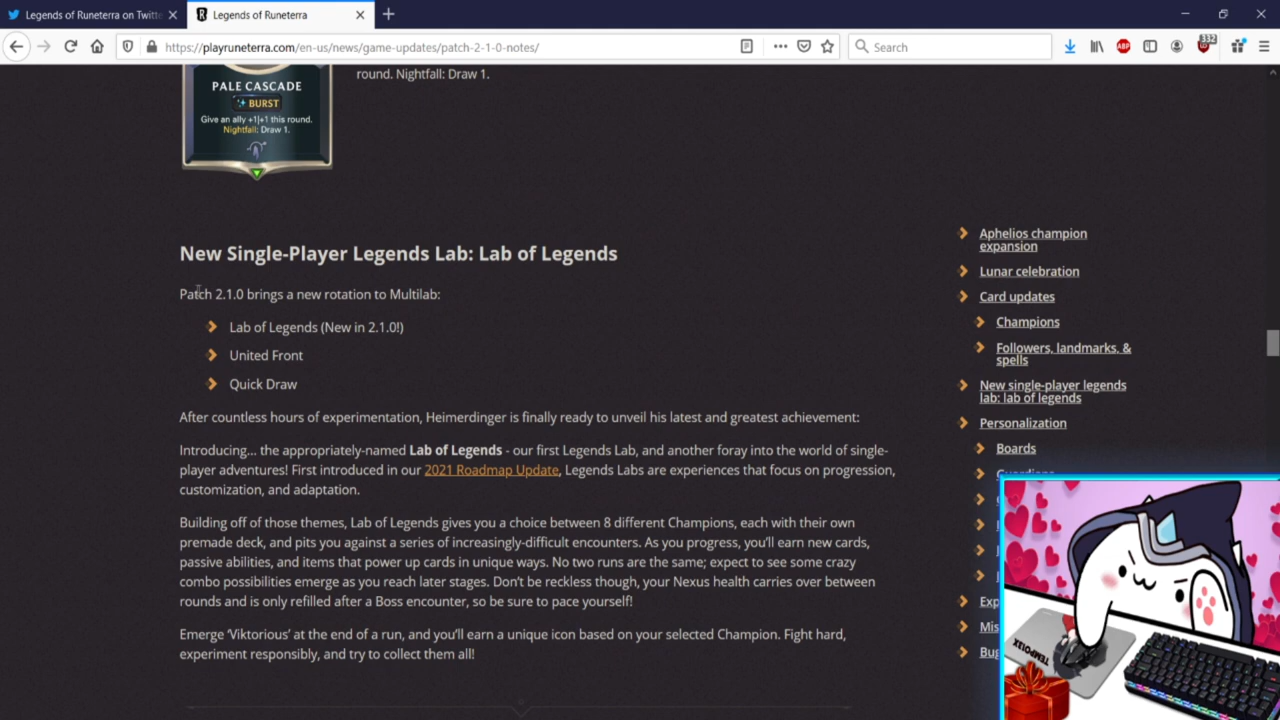 Legends of Runeterra on Twitte
Legends of Runeterra
https://playruneterra.com/en-us/news/game-updates/patch-2-1-0-notes/
Search
ABP
332
round. Nightfall: Draw 1.
PALE CASCADE
BURST
Give an ally +1|+1 this round.
Nightfall: Draw 1.
New Single-Player Legends Lab: Lab of Legends
Patch 2.1.0 brings a new rotation to Multilab:
Lab of Legends (New in 2.1.0!)
United Front
Quick Draw
After countless hours of experimentation, Heimerdinger is finally ready to unveil his latest and greatest achievement:
Introducing... the appropriately-named Lab of Legends - our first Legends Lab, and another foray into the world of single-
player adventures! First introduced in our 2021 Roadmap Update, Legends Labs are experiences that focus on progression,
customization, and adaptation.
Building off of those themes, Lab of Legends gives you a choice between 8 different Champions, each with their own
premade deck, and pits you against a series of increasingly-difficult encounters. As you progress, you'll earn new cards,
passive abilities, and items that power up cards in unique ways. No two runs are the same; expect to see some crazy
combo possibilities emerge as you reach later stages. Don't be reckless though, your Nexus health carries over between
rounds and is only refilled after a Boss encounter, so be sure to pace yourself!
Emerge 'Viktorious' at the end of a run, and you'll earn a unique icon based on your selected Champion. Fight hard,
experiment responsibly, and try to collect them all!
Aphelios champion
expansion
Lunar celebration
Card updates
Champions
Followers, landmarks, &
spells
New single-player legends
lab: lab of legends
Personalization
Boards
Guardians
Exp
Mis
Bug